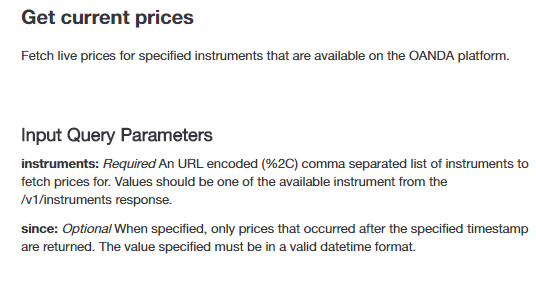 Get current prices
Fetch live prices for specified instruments that are available on the OANDA platform.
Input Query Parameters
instruments: Required An URL encoded (%2C) comma separated list of instruments to
fetch prices for. Values should be one of the available instrument from the
/v1/instruments response.
since: Optional When specified, only prices that occurred after the specified timestamp
are returned. The value specified must be in a valid datetime format.